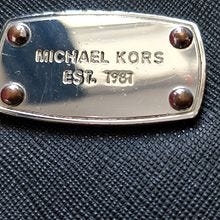 MICHAEL KORS
EST. 1981